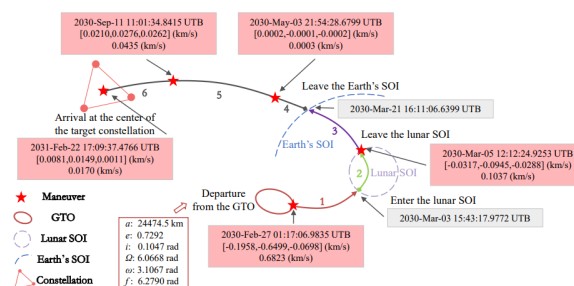 2030-Sep-11 11:01:34.8415 UTB
[0.0210,0.0276,0.0262] (km/s)
0.0435 (km/s)
2030-May-03 21:54:28.6799 UTB
[0.0002,-0.0001,-0.0002] (km/s)
0.0003 (km/s)
6
5
4
Leave the Earth's SOI
2030-Mar-21 16:11:06.6399 UTB
Arrival at the center of
the target constellation
3
Earth's SOI
Leave the lunar SOI
2031-Feb-22 17:09:37.4766 UTB
[0.0081,0.0149,0.0011] (km/s)
0.0170 (km/s)
2030-Mar-05 12:12:24.9253 UTB
[-0.0317,-0.0945,-0.0288] (km/s)
0.1037 (km/s)
2
Lunar SOI
Maneuver
GTO
Lunar SOI
Earth's SOI
Constellation
Departure
from the GTO
1
Enter the lunar SOI
2030-Mar-03 15:43:17.9772 UTB
a: 24474.5 km
e: 0.7292
i: 0.1047 rad
Ω: 6.0668 rad
ω: 3.1067 rad
f: 6.2790 rad
2030-Feb-27 01:17:06.9835 UTB
[-0.1958,-0.6499,-0.0698] (km/s)
0.6823 (km/s)